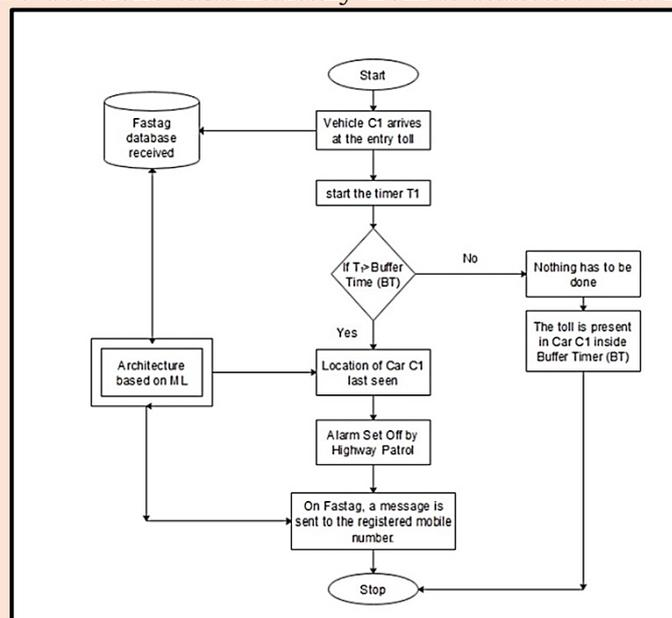 Start
Fastag
database
received
Vehicle C1 arrives
at the entry toll
start the timer T1
If T1>Buffer
Time (BT)
No
Nothing has to be
done
The toll is present
in Car C1 inside
Buffer Timer (BT)
Yes
Architecture
based on ML
Location of Car C1
last seen
Alarm Set Off by
Highway Patrol
On Fastag, a message is
sent to the registered mobile
number.
Stop